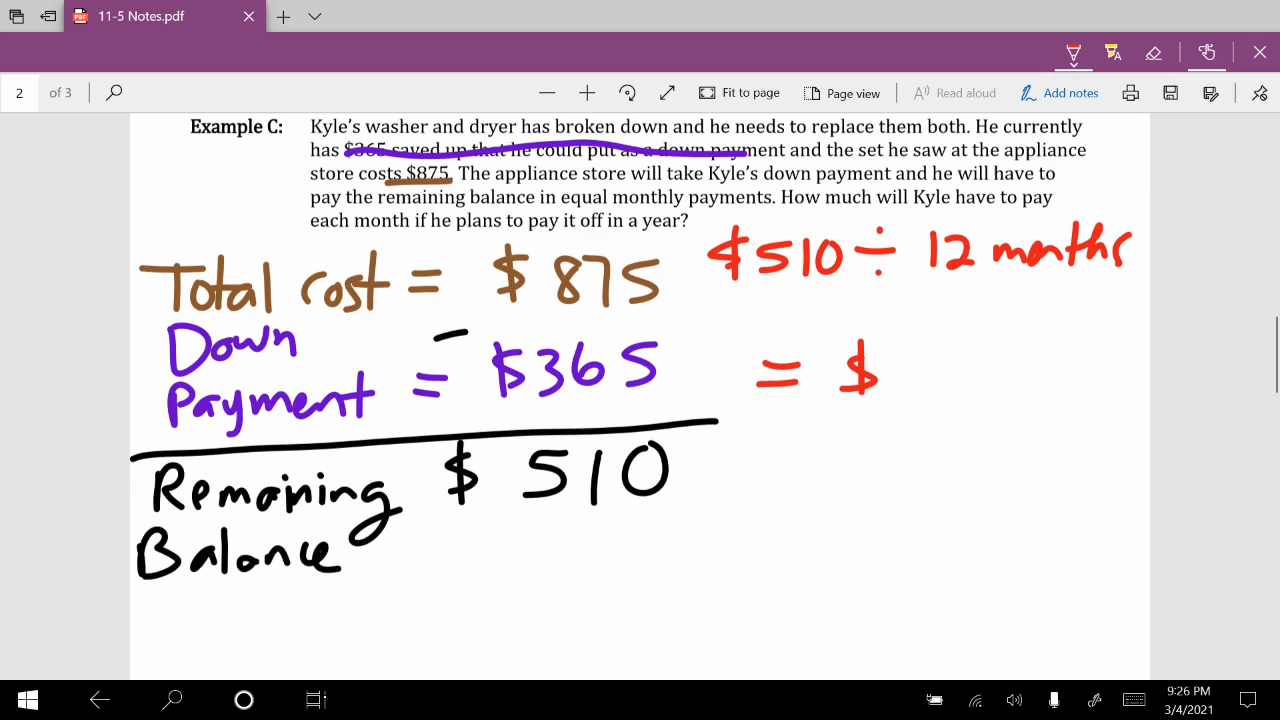 11-5 Notes.pdf
2 of 3 Fit to page Page view Read aloud Add notes
Example C: Kyle's washer and dryer has broken down and he needs to replace them both. He currently
has $365 saved up that he could put as a down payment and the set he saw at the appliance
store costs $875. The appliance store will take Kyle's down payment and he will have to
pay the remaining balance in equal monthly payments. How much will Kyle have to pay
each month if he plans to pay it off in a year?
$510 ÷ 12 months
Total cost = $875
Down
Payment = - $365
= $
Remaining $ 510
Balance
9:26 PM
3/4/2021